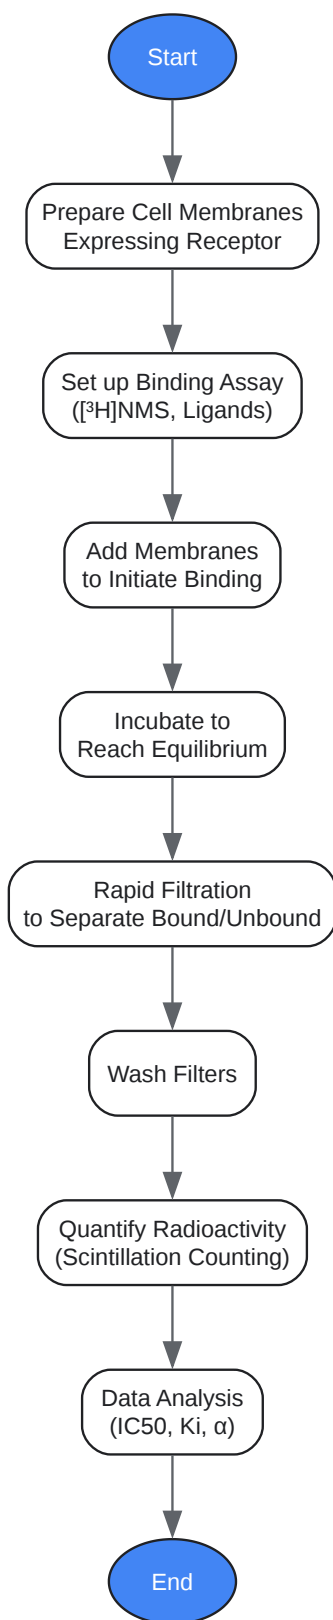 Start
Prepare Cell Membranes
Expressing Receptor
Set up Binding Assay
([³H]NMS, Ligands)
Add Membranes
to Initiate Binding
Incubate to
Reach Equilibrium
Rapid Filtration
to Separate Bound/Unbound
Wash Filters
Quantify Radioactivity
(Scintillation Counting)
Data Analysis
(IC50, Ki, α)
End